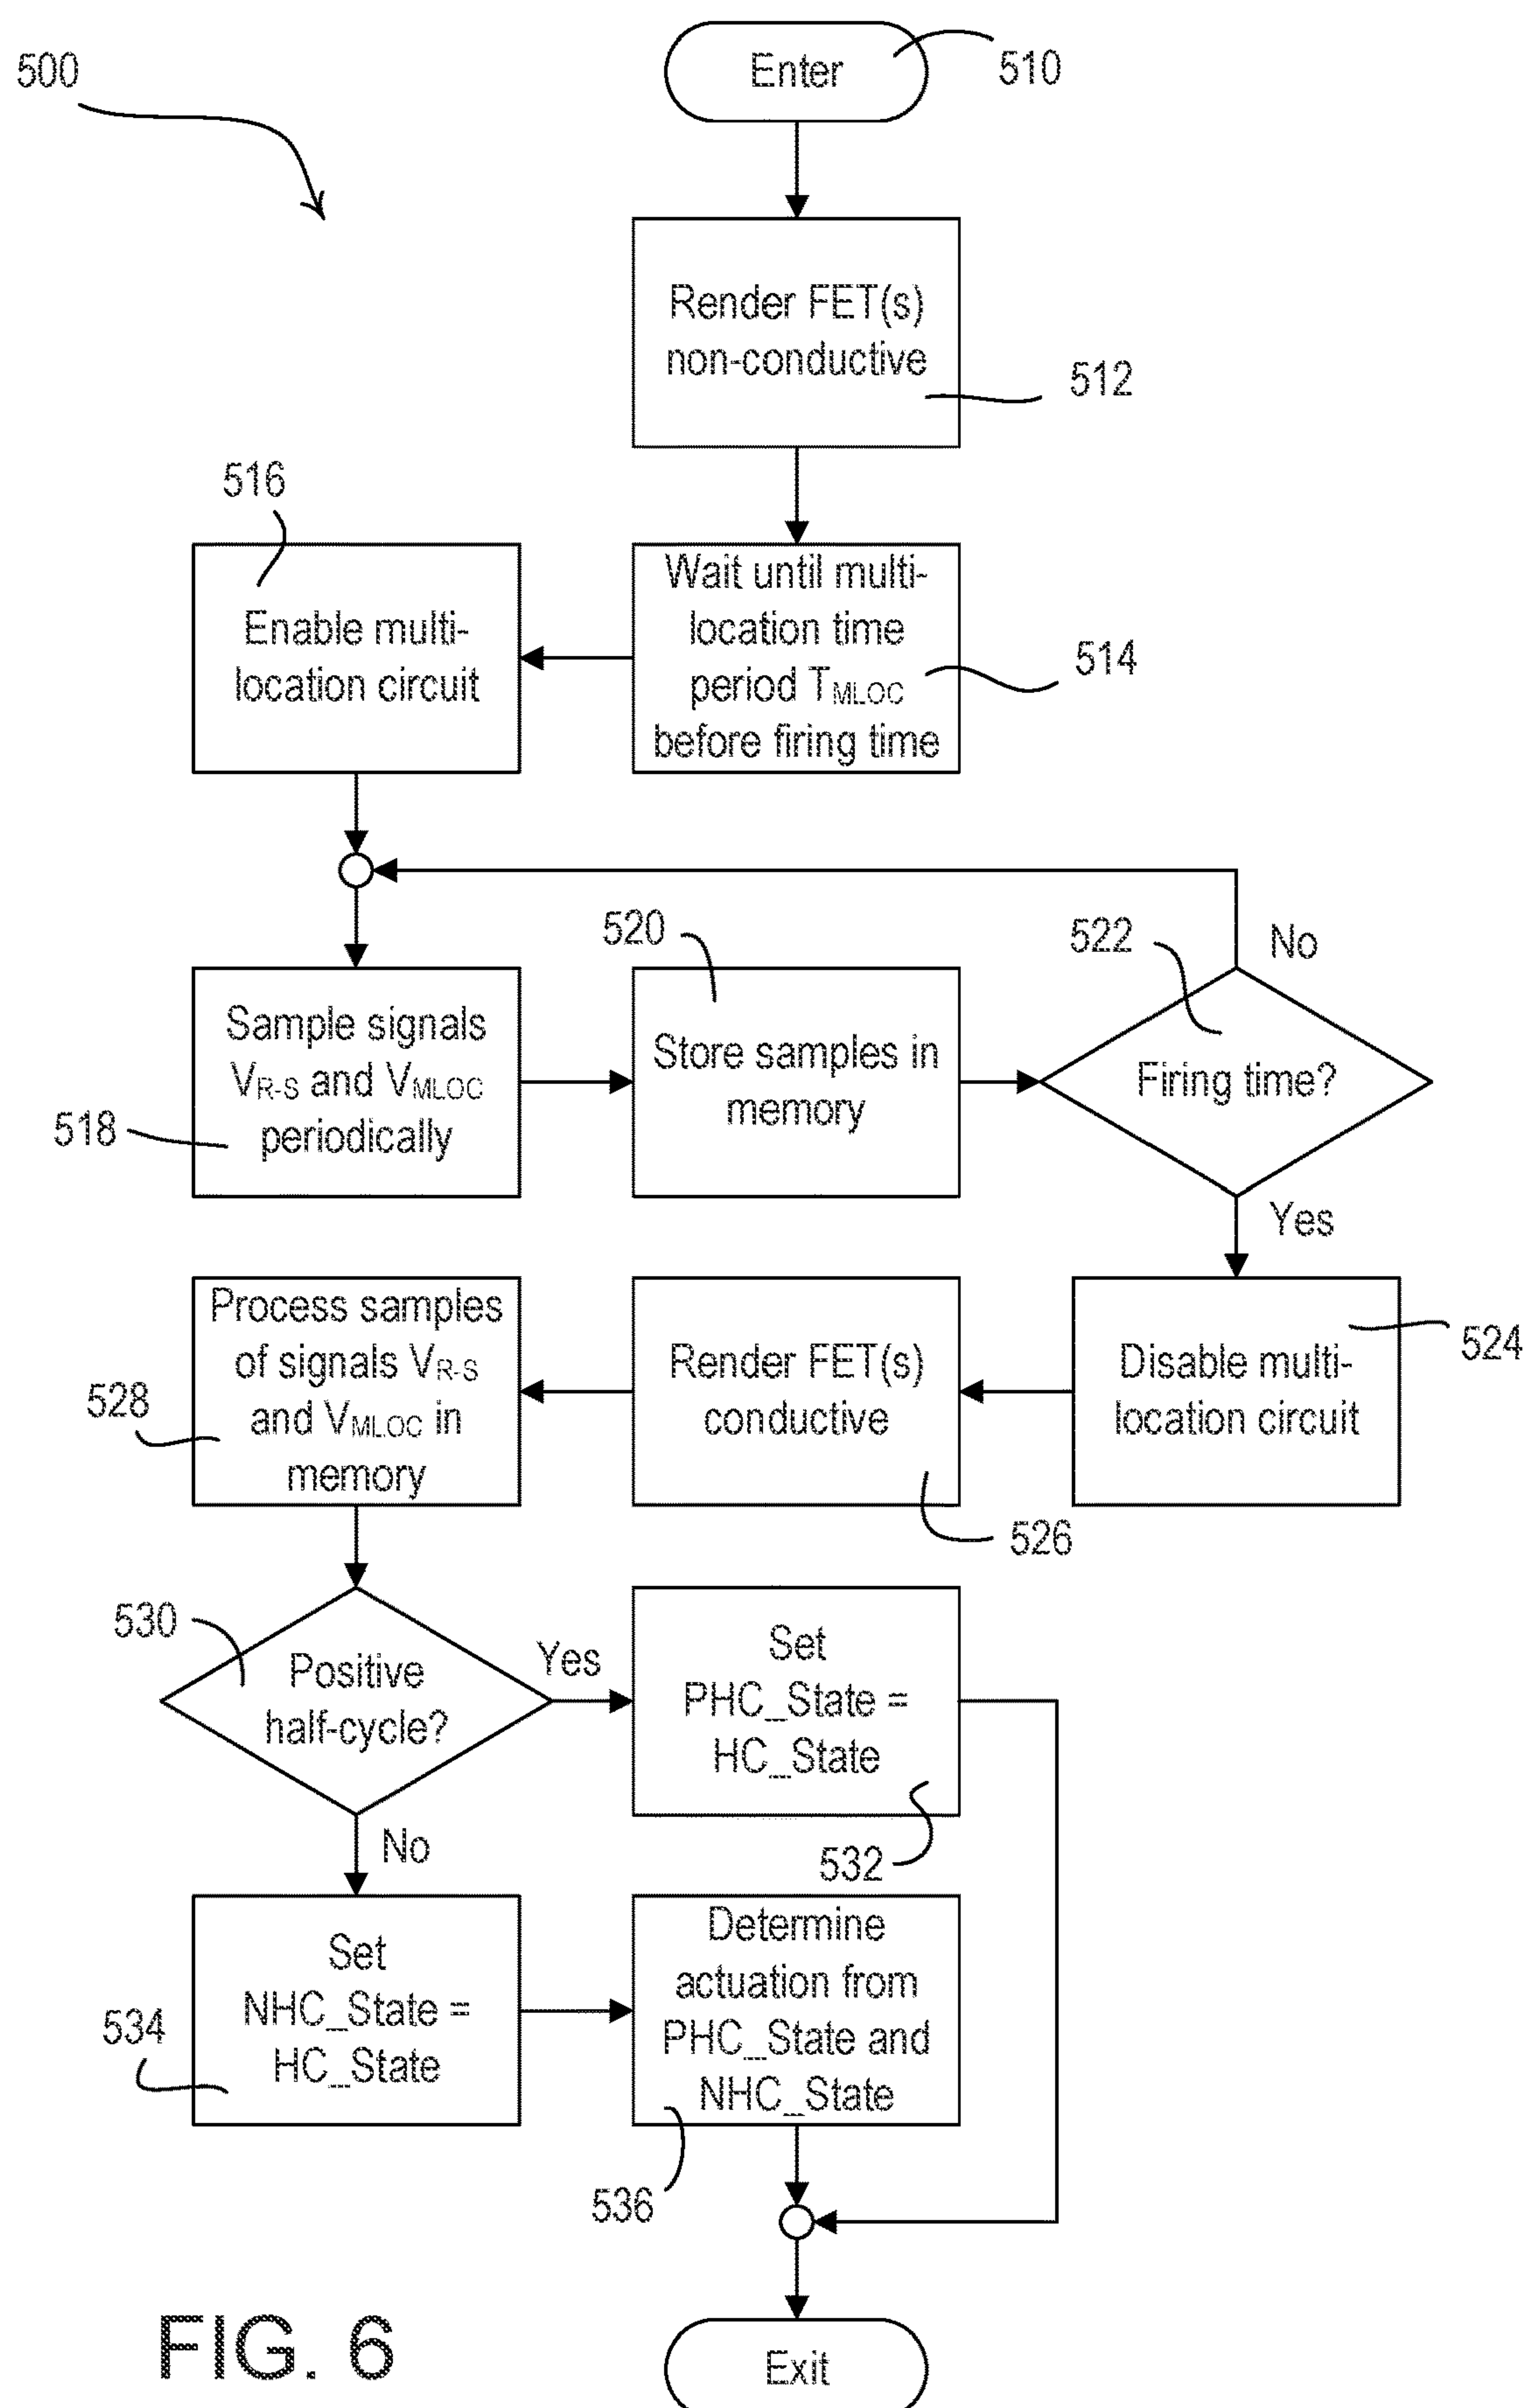 500
Enter
510
Render FET(s)
non-conductive
512
516
Enable multi-
location circuit
Wait until multi-
location time
period TMLOC
before firing time
514
Sample signals
VR-S and VMLOC
periodically
518
520
Store samples in
memory
522
No
Firing time?
Yes
Process samples
of signals VR-S
and VMLOC in
memory
528
Render FET(s)
conductive
526
Disable multi-
location circuit
524
530
Positive
half-cycle?
Yes
No
Set
PHC_State =
HC_State
532
Set
NHC_State =
HC_State
534
Determine
actuation from
PHC_State and
NHC_State
536
Exit
FIG. 6